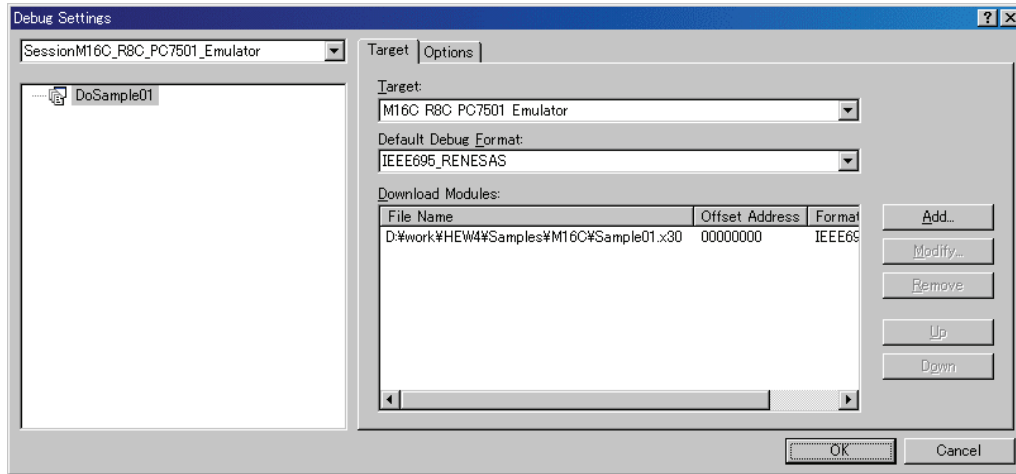 Debug Settings
SessionM16C_R8C_PC7501_Emulator
DoSample01
Target Options
Target:
M16C R8C PC7501 Emulator
Default Debug Format:
IEEE695_RENESAS
Download Modules:
File Name Offset Address Format
D:¥work¥HEW4¥Samples¥M16C¥Sample01.x30 00000000 IEEE69
Add...
Modify...
Remove
Up
Down
OK Cancel